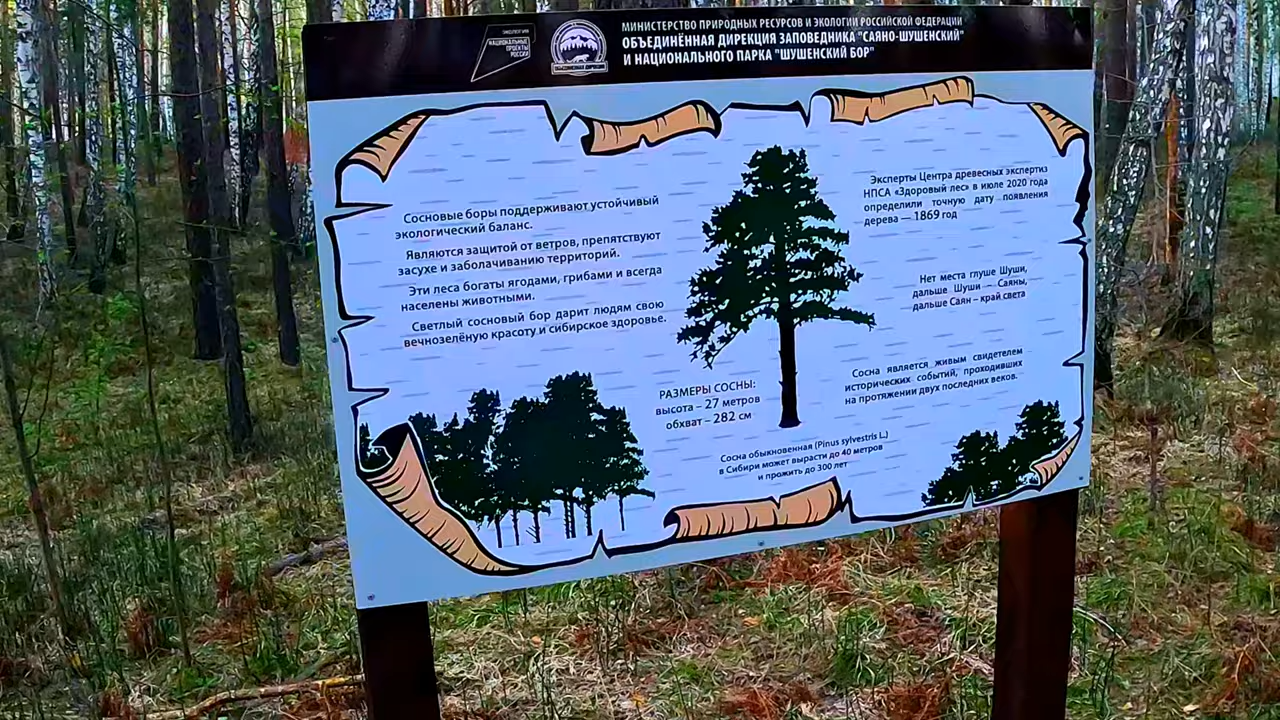 ЭКОЛОГИЯ
НАЦИОНАЛЬНЫЕ
ПРОЕКТЫ
РОССИИ
МИНИСТЕРСТВО ПРИРОДНЫХ РЕСУРСОВ И ЭКОЛОГИИ РОССИЙСКОЙ ФЕДЕРАЦИИ
ОБЪЕДИНЁННАЯ ДИРЕКЦИЯ ЗАПОВЕДНИКА "САЯНО-ШУШЕНСКИЙ"
И НАЦИОНАЛЬНОГО ПАРКА "ШУШЕНСКИЙ БОР"
Сосновые боры поддерживают устойчивый
экологический баланс.
Являются защитой от ветров, препятствуют
засухе и заболачиванию территорий.
Эти леса богаты ягодами, грибами и всегда
населены животными.
Светлый сосновый бор дарит людям свою
вечнозелёную красоту и сибирское здоровье.
РАЗМЕРЫ СОСНЫ:
высота – 27 метров
обхват – 282 см
Сосна обыкновенная (Pinus sylvestris L.)
в Сибири может вырасти до 40 метров
и прожить до 300 лет
Эксперты Центра древесных экспертиз
НПСА «Здоровый лес» в июле 2020 года
определили точную дату появления
дерева — 1869 год
Нет места глуше Шуши,
дальше Шуши – Саяны,
дальше Саян – край света
Сосна является живым свидетелем
исторических событий, проходивших
на протяжении двух последних веков.